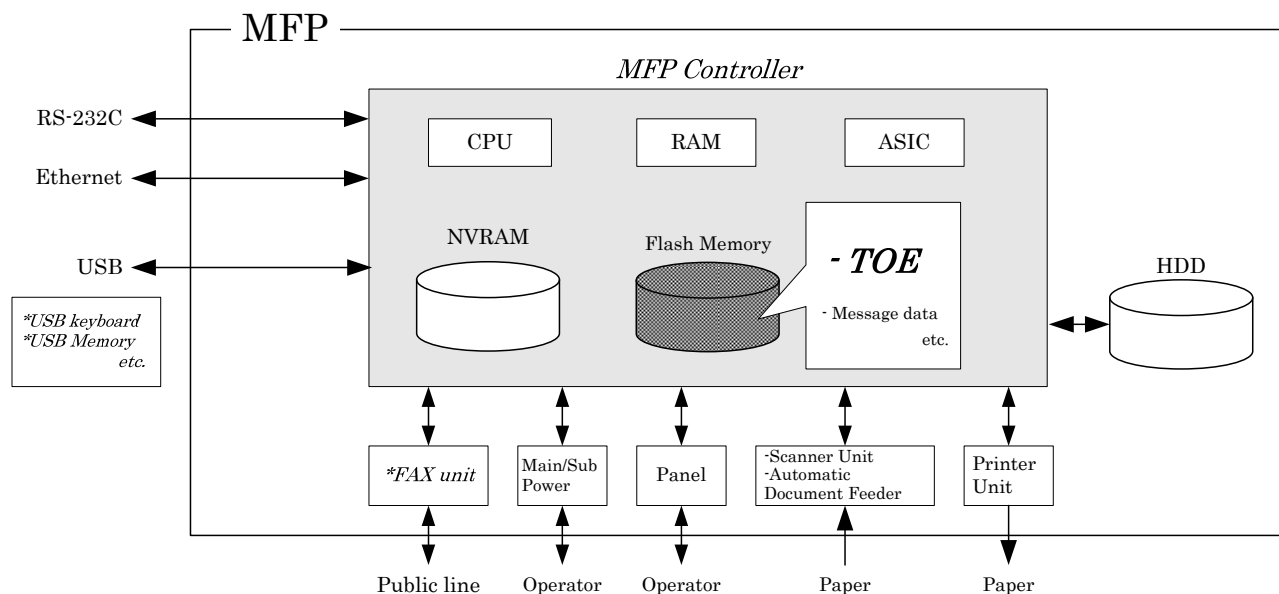 MFP
MFP Controller
RS-232C
CPU
RAM
ASIC
Ethernet
NVRAM
Flash Memory
- TOE
- Message data
etc.
USB
HDD
*USB keyboard
*USB Memory
etc.
*FAX unit
Main/Sub
Power
Panel
-Scanner Unit
-Automatic
Document Feeder
Printer
Unit
Public line
Operator
Operator
Paper
Paper